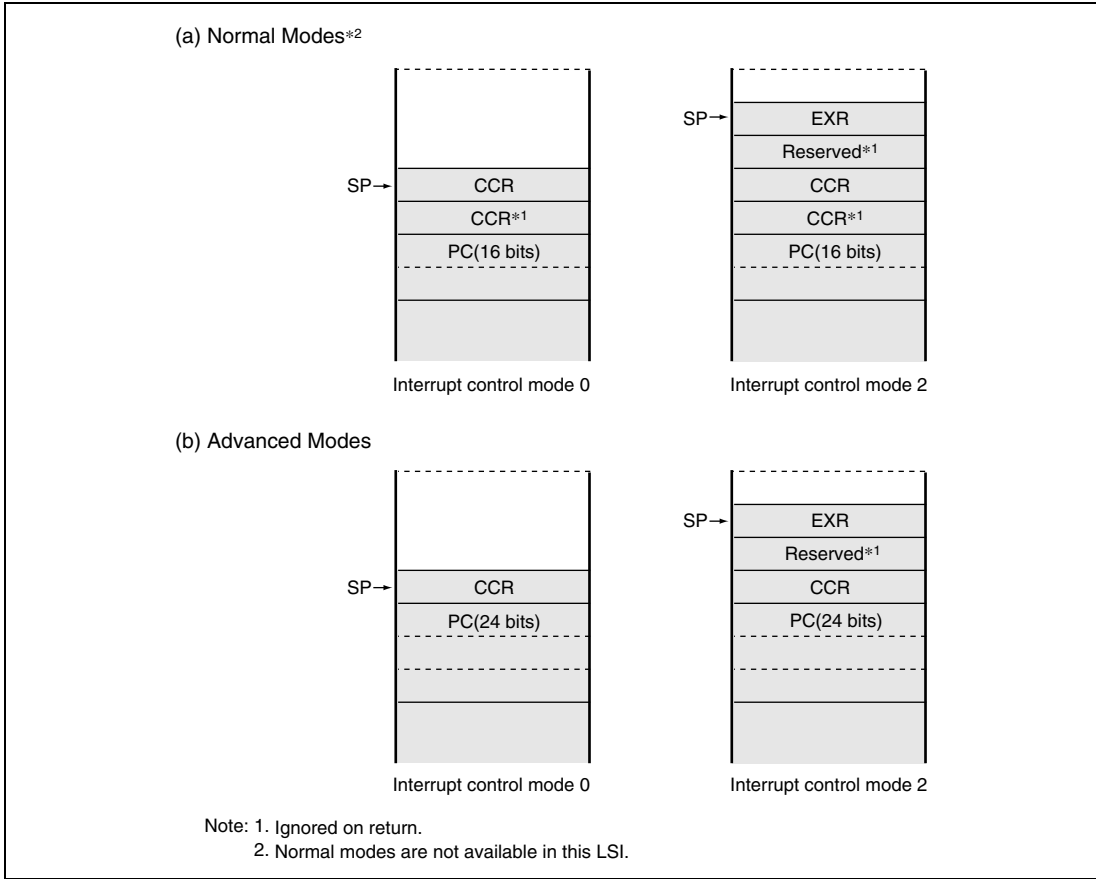 (a) Normal Modes*2
SP→ CCR
CCR*1
PC(16 bits)
Interrupt control mode 0
SP→ EXR
Reserved*1
CCR
CCR*1
PC(16 bits)
Interrupt control mode 2
(b) Advanced Modes
SP→ CCR
PC(24 bits)
Interrupt control mode 0
SP→ EXR
Reserved*1
CCR
PC(24 bits)
Interrupt control mode 2
Note: 1. Ignored on return.
2. Normal modes are not available in this LSI.